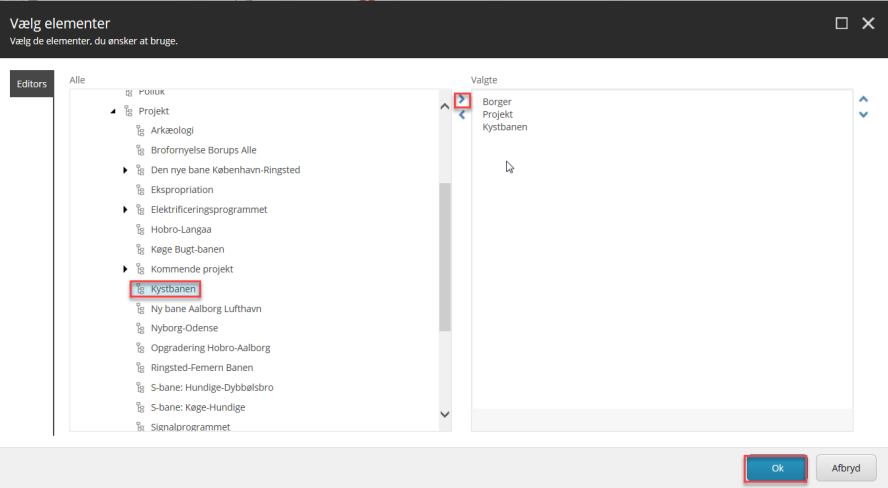 Vælg elementer
Vælg de elementer, du ønsker at bruge.
Editors
Alle
Politik
Projekt
Arkæologi
Brofornyelse Borups Alle
Den nye bane København-Ringsted
Ekspropriation
Elektrificeringsprogrammet
Hobro-Langaa
Køge Bugt-banen
Kommende projekt
Kystbanen
Ny bane Aalborg Lufthavn
Nyborg-Odense
Opgradering Hobro-Aalborg
Ringsted-Femern Banen
S-bane: Hundige-Dybbølsbro
S-bane: Køge-Hundige
Signalprogrammet
Valgte
Borger
Projekt
Kystbanen
Ok
Afbryd